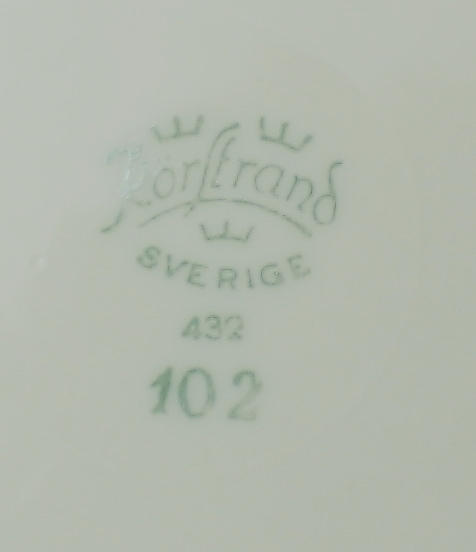 Rörstrand
SVERIGE
432
102